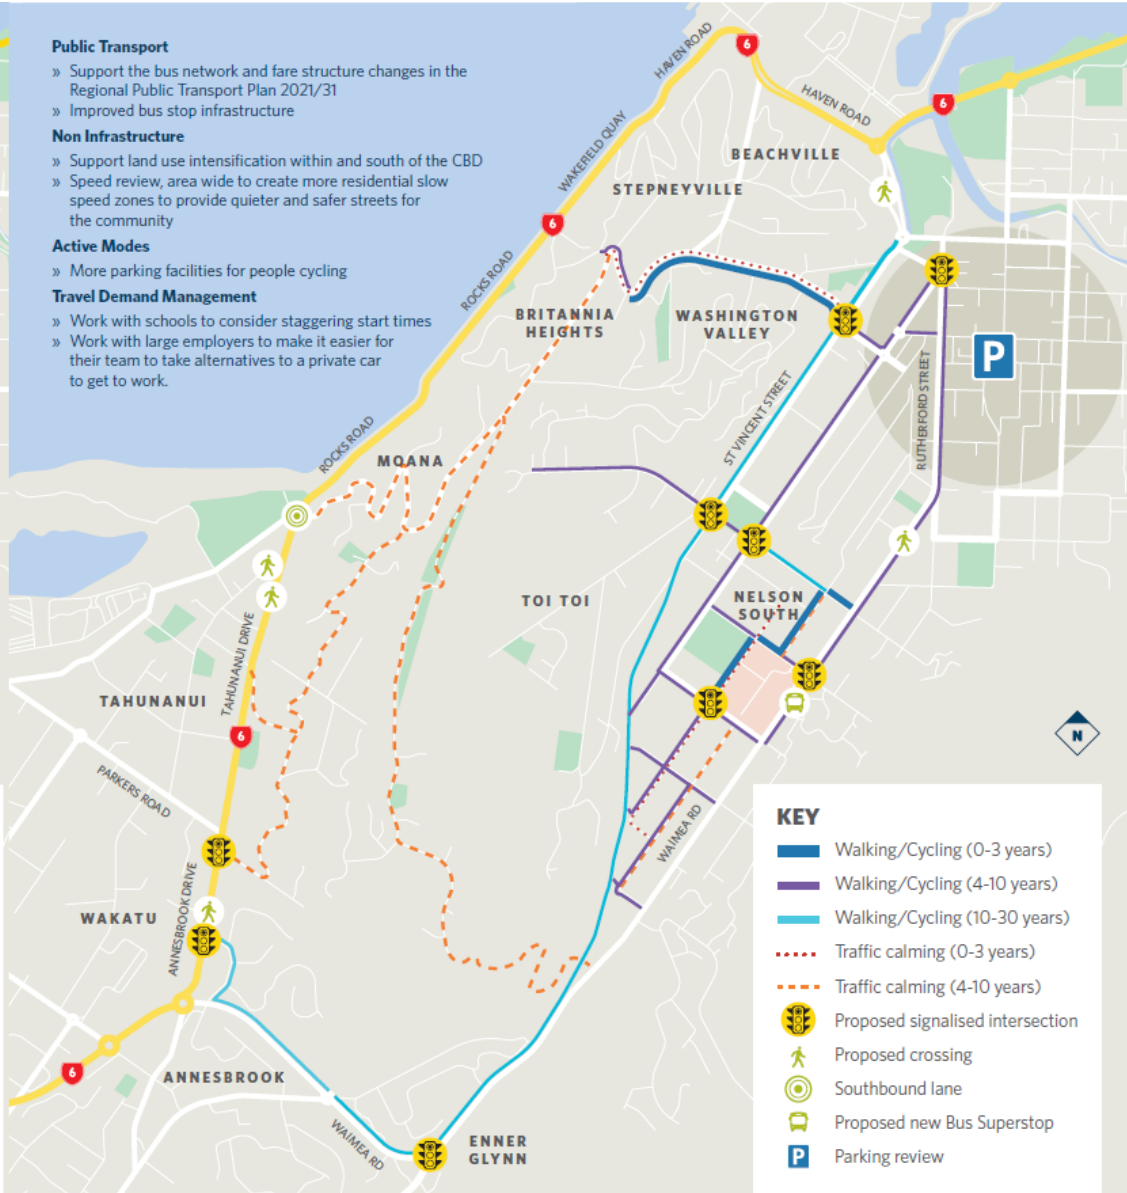 Public Transport
» Support the bus network and fare structure changes in the
Regional Public Transport Plan 2021/31
» Improved bus stop infrastructure
Non Infrastructure
» Support land use intensification within and south of the CBD
» Speed review, area wide to create more residential slow
speed zones to provide quieter and safer streets for
the community
Active Modes
» More parking facilities for people cycling
Travel Demand Management
» Work with schools to consider staggering start times
» Work with large employers to make it easier for
their team to take alternatives to a private car
to get to work.
HAVEN ROAD
6
HAVEN ROAD
6
WAKEFIELD QUAY
BEACHVILLE
STEPNEYVILLE
6
ROCKS ROAD
BRITANNIA
HEIGHTS
WASHINGTON
VALLEY
P
RUTHERFORD STREET
ST VINCENT STREET
ROCKS ROAD
MOANA
TOI TOI
NELSON
SOUTH
TAHUNANUI DRIVE
TAHUNANUI
6
N
PARKERS ROAD
WAIMEA RD
ANNESBROOK DRIVE
WAKATU
6
ANNESBROOK
WAIMEA RD
ENNER
GLYNN
KEY
Walking/Cycling (0-3 years)
Walking/Cycling (4-10 years)
Walking/Cycling (10-30 years)
Traffic calming (0-3 years)
Traffic calming (4-10 years)
Proposed signalised intersection
Proposed crossing
Southbound lane
Proposed new Bus Superstop
P Parking review